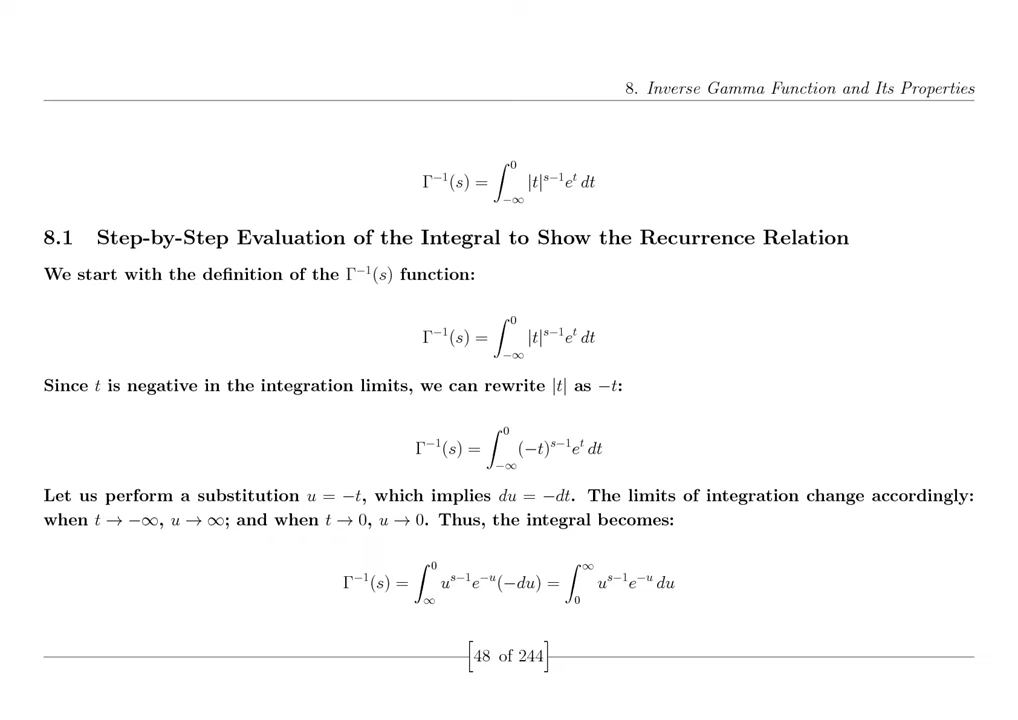 8. Inverse Gamma Function and Its Properties
Γ⁻¹(s) = ∫_{−∞}^{0} |t|^{s−1} e^{t} dt
8.1 Step-by-Step Evaluation of the Integral to Show the Recurrence Relation
We start with the definition of the Γ⁻¹(s) function:
Γ⁻¹(s) = ∫_{−∞}^{0} |t|^{s−1} e^{t} dt
Since t is negative in the integration limits, we can rewrite |t| as −t:
Γ⁻¹(s) = ∫_{−∞}^{0} (−t)^{s−1} e^{t} dt
Let us perform a substitution u = −t, which implies du = −dt. The limits of integration change accordingly:
when t → −∞, u → ∞; and when t → 0, u → 0. Thus, the integral becomes:
Γ⁻¹(s) = ∫_{∞}^{0} u^{s−1} e^{−u} (−du) = ∫_{0}^{∞} u^{s−1} e^{−u} du
[48 of 244]